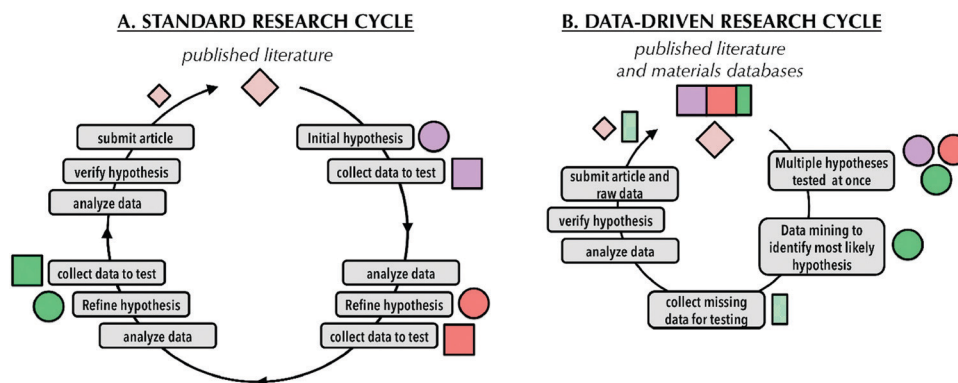 A. STANDARD RESEARCH CYCLE
published literature
Initial hypothesis
collect data to test
analyze data
Refine hypothesis
collect data to test
analyze data
Refine hypothesis
collect data to test
analyze data
verify hypothesis
submit article
B. DATA-DRIVEN RESEARCH CYCLE
published literature
and materials databases
Multiple hypotheses
tested at once
Data mining to
identify most likely
hypothesis
collect missing
data for testing
analyze data
verify hypothesis
submit article and
raw data